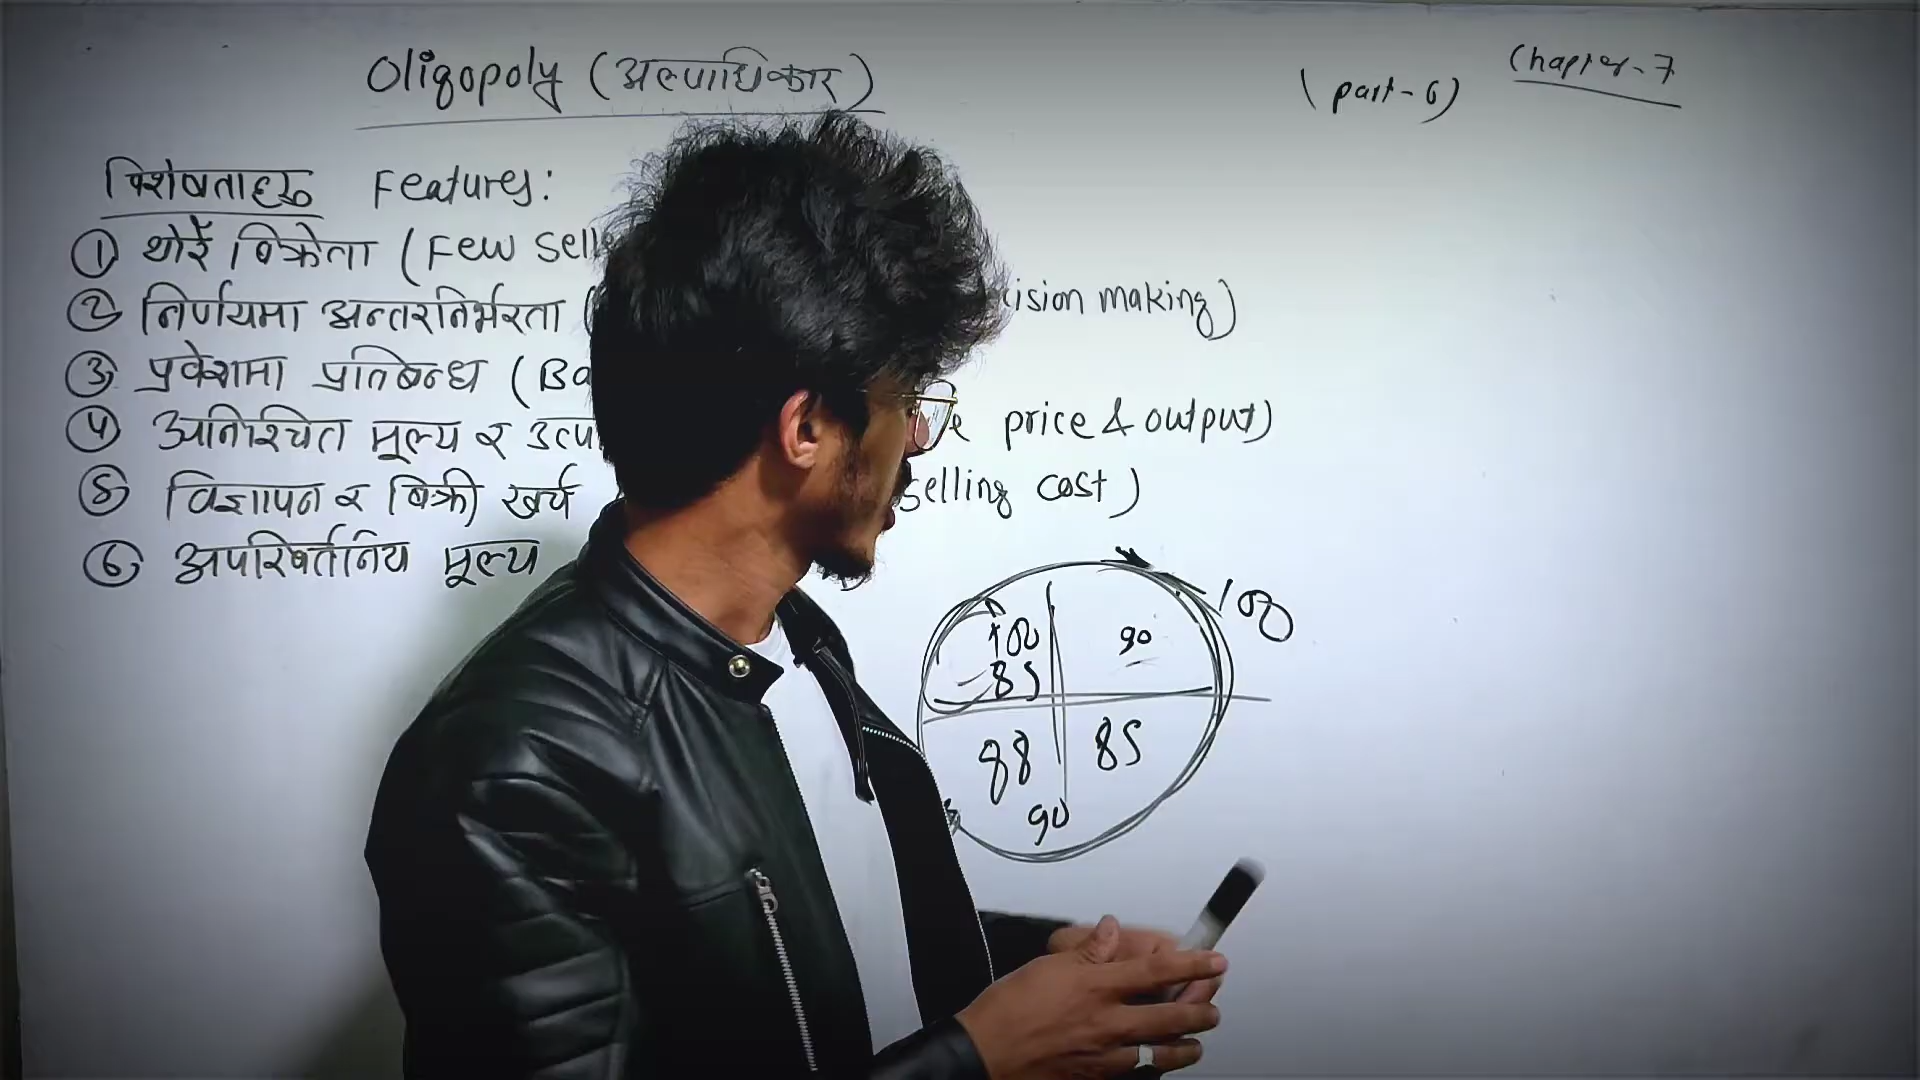 Oligopoly (अल्पाधिकार)
(part-6)
Chapter-7
विशेषताहरू Features:
① थोरै विक्रेता (Few Sell
② निर्णयमा अन्तरनिर्भरता ( cision making)
③ प्रवेशमा प्रतिबन्ध (Ba
④ अनिश्चित मूल्य र उत्पा e price & output)
⑤ विज्ञापन र बिक्री खर्च selling cost)
⑥ अपरिवर्तनिय मूल्य
100 90
85
88 85
90